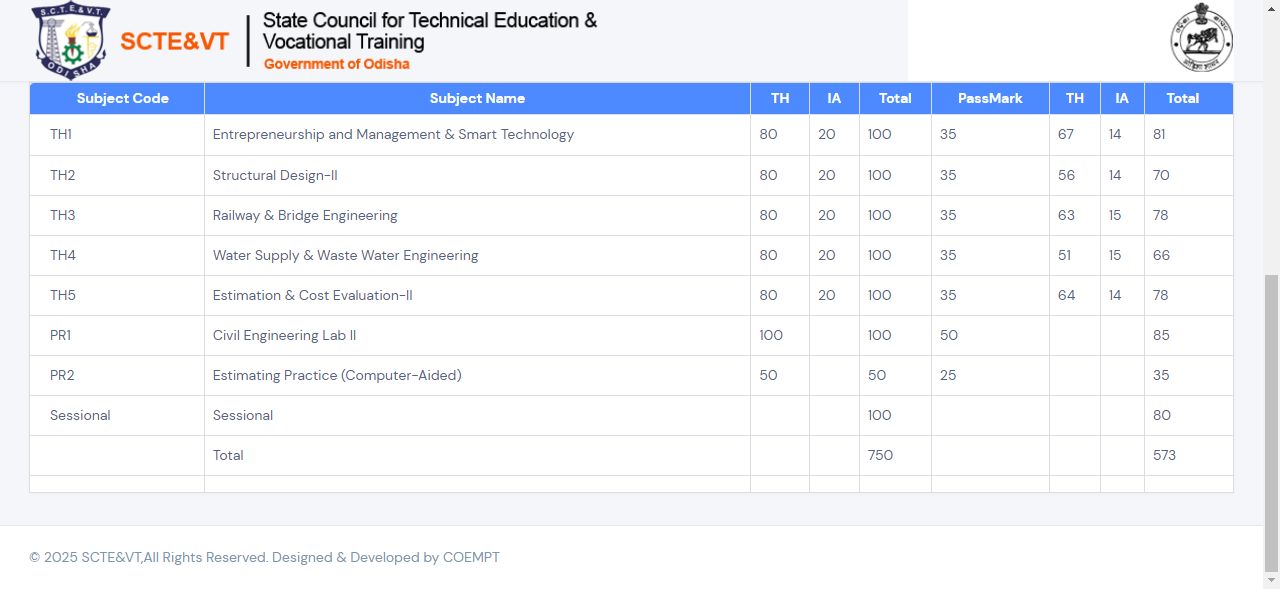 S.C.T.E.&V.T.
ODISHA
SCTE&VT
State Council for Technical Education &
Vocational Training
Government of Odisha
Subject Code Subject Name TH IA Total PassMark TH IA Total
TH1 Entrepreneurship and Management & Smart Technology 80 20 100 35 67 14 81
TH2 Structural Design-II 80 20 100 35 56 14 70
TH3 Railway & Bridge Engineering 80 20 100 35 63 15 78
TH4 Water Supply & Waste Water Engineering 80 20 100 35 51 15 66
TH5 Estimation & Cost Evaluation-II 80 20 100 35 64 14 78
PR1 Civil Engineering Lab II 100 100 50 85
PR2 Estimating Practice (Computer-Aided) 50 50 25 35
Sessional Sessional 100 80
Total 750 573
© 2025 SCTE&VT,All Rights Reserved. Designed & Developed by COEMPT